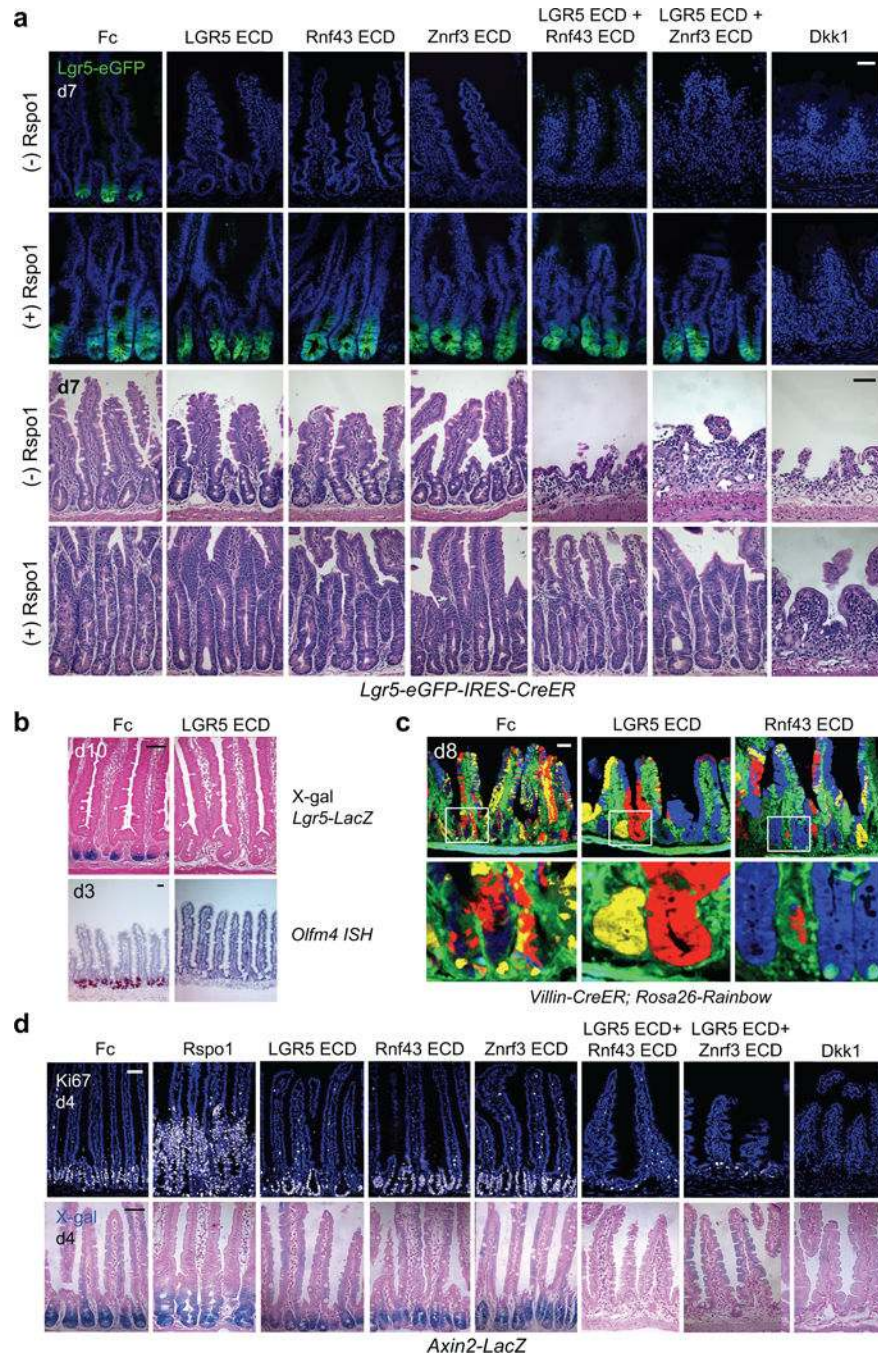 a
Fc
LGR5 ECD
Rnf43 ECD
Znrf3 ECD
LGR5 ECD +
Rnf43 ECD
LGR5 ECD +
Znrf3 ECD
Dkk1
Lgr5-eGFP
d7
(-) Rspo1
(+) Rspo1
d7
(-) Rspo1
(+) Rspo1
Lgr5-eGFP-IRES-CreER
b
Fc
LGR5 ECD
d10
X-gal
Lgr5-LacZ
d3
Olfm4 ISH
c
Fc
LGR5 ECD
Rnf43 ECD
d8
Villin-CreER; Rosa26-Rainbow
d
Fc
Rspo1
LGR5 ECD
Rnf43 ECD
Znrf3 ECD
LGR5 ECD+
Rnf43 ECD
LGR5 ECD+
Znrf3 ECD
Dkk1
Ki67
d4
X-gal
d4
Axin2-LacZ